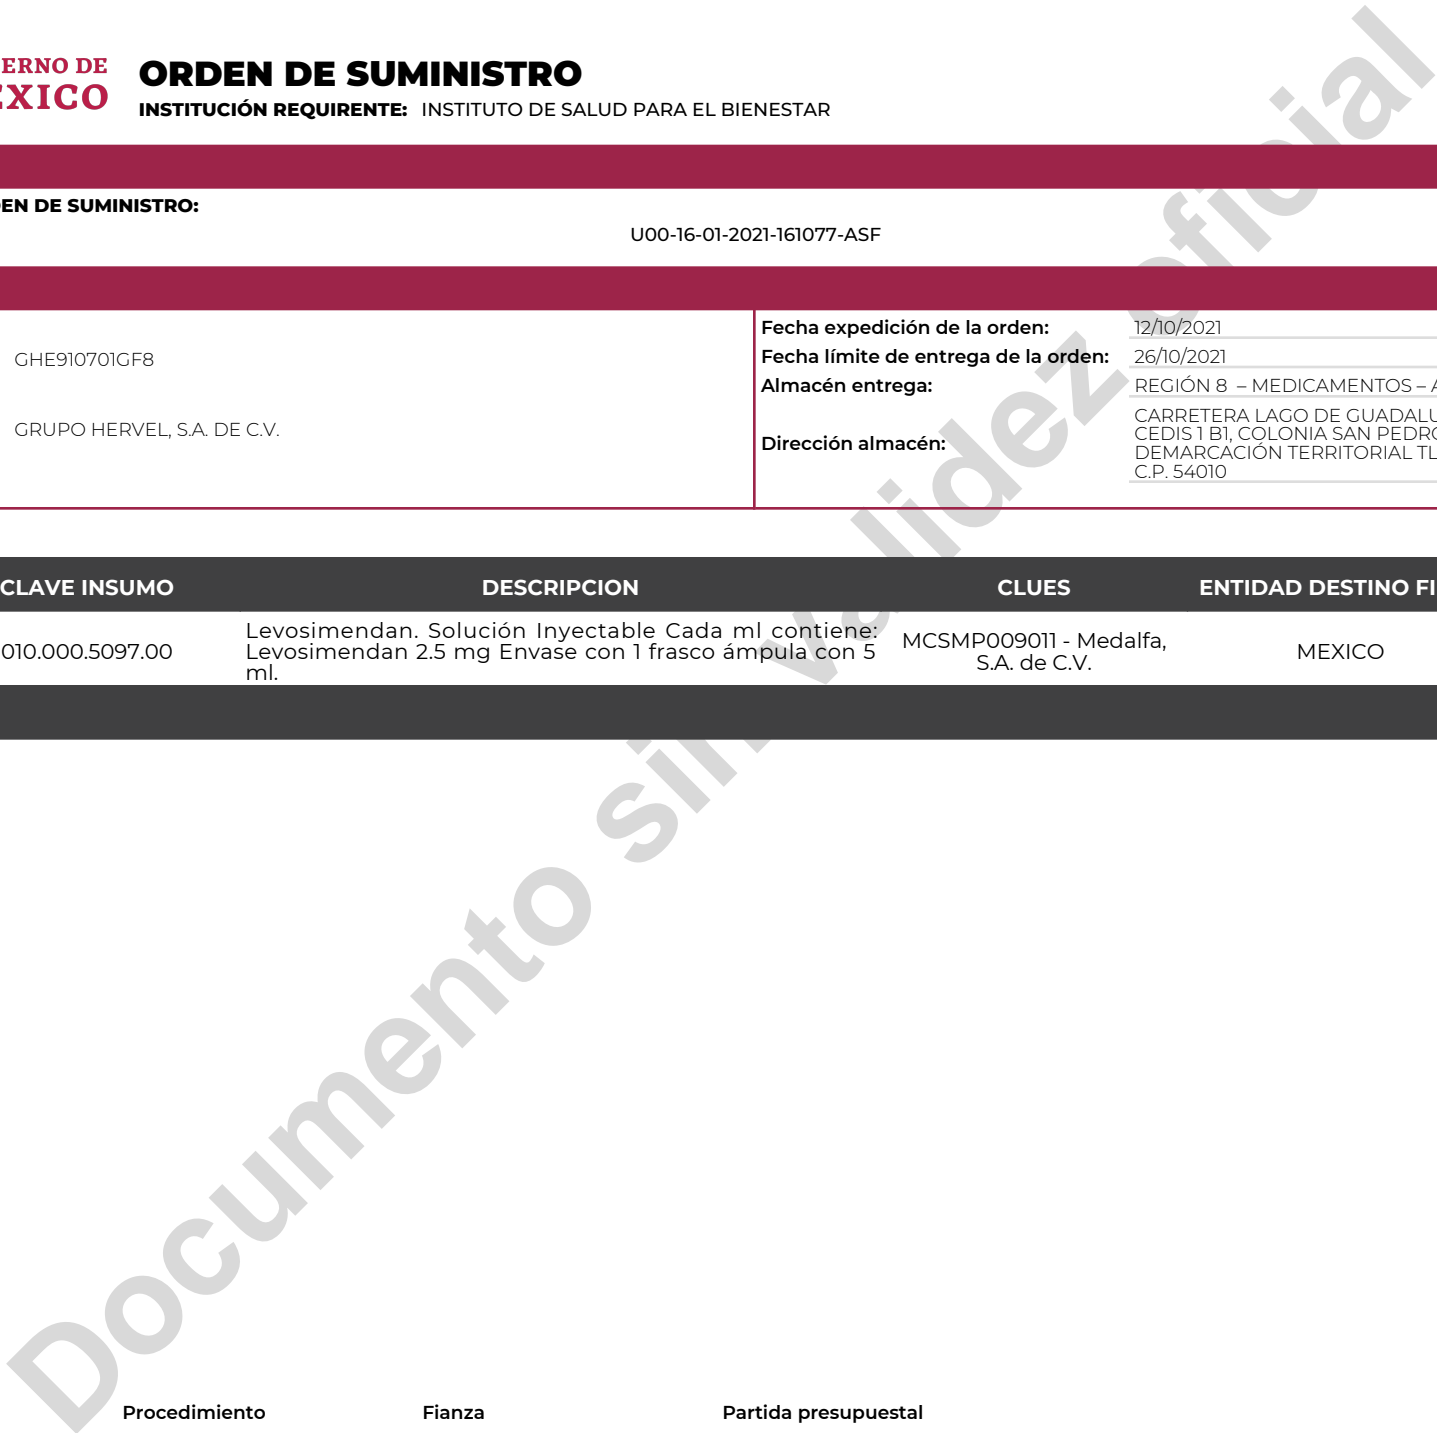 ERNO DE
EXICO
ORDEN DE SUMINISTRO
INSTITUCIÓN REQUIRENTE: INSTITUTO DE SALUD PARA EL BIENESTAR
EN DE SUMINISTRO:
U00-16-01-2021-161077-ASF
GHE910701GF8
GRUPO HERVEL, S.A. DE C.V.
Fecha expedición de la orden: 12/10/2021
Fecha límite de entrega de la orden: 26/10/2021
Almacén entrega: REGIÓN 8 – MEDICAMENTOS – A
Dirección almacén:
CARRETERA LAGO DE GUADALU
CEDIS 1 B1, COLONIA SAN PEDRO
DEMARCACIÓN TERRITORIAL TL
C.P. 54010
CLAVE INSUMO DESCRIPCION CLUES ENTIDAD DESTINO FI
010.000.5097.00
Levosimendan. Solución Inyectable Cada ml contiene:
Levosimendan 2.5 mg Envase con 1 frasco ámpula con 5
ml.
MCSMP009011 - Medalfa,
S.A. de C.V.
MEXICO
Documento sin validez oficial
Procedimiento Fianza Partida presupuestal